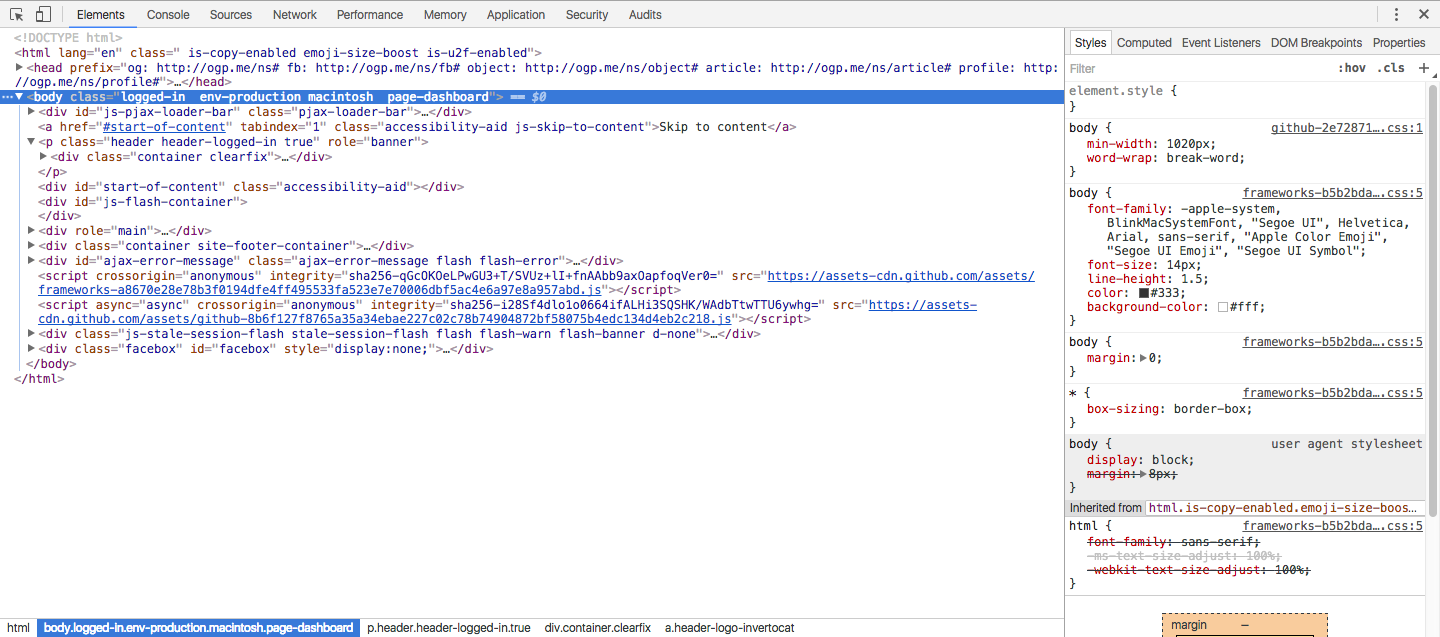 Elements Console Sources Network Performance Memory Application Security Audits
<!DOCTYPE html>
<html lang="en" class=" is-copy-enabled emoji-size-boost is-u2f-enabled">
<head prefix="og: http://ogp.me/ns# fb: http://ogp.me/ns/fb# object: http://ogp.me/ns/object# article: http://ogp.me/ns/article# profile: http:
//ogp.me/ns/profile#">…</head>
<body class="logged-in  env-production macintosh  page-dashboard"> == $0
<div id="js-pjax-loader-bar" class="pjax-loader-bar">…</div>
<a href="#start-of-content" tabindex="1" class="accessibility-aid js-skip-to-content">Skip to content</a>
<p class="header header-logged-in true" role="banner">
<div class="container clearfix">…</div>
</p>
<div id="start-of-content" class="accessibility-aid"></div>
<div id="js-flash-container">
</div>
<div role="main">…</div>
<div class="container site-footer-container">…</div>
<div id="ajax-error-message" class="ajax-error-message flash flash-error">…</div>
<script crossorigin="anonymous" integrity="sha256-qGcOKOeLPwGU3+T/SVUz+lI+fnAAbb9axOapfoqVer0=" src="https://assets-cdn.github.com/assets/
frameworks-a8670e28e78b3f0194dfe4ff495533fa523e7e70006dbf5ac4e6a97e8a957abd.js"></script>
<script async="async" crossorigin="anonymous" integrity="sha256-i28Sf4dlo1o0664ifALHi3SQSHK/WAdbTtwTTU6ywhg=" src="https://assets-
cdn.github.com/assets/github-8b6f127f8765a35a34ebae227c02c78b74904872bf58075b4edc134d4eb2c218.js"></script>
<div class="js-stale-session-flash stale-session-flash flash flash-warn flash-banner d-none">…</div>
<div class="facebox" id="facebox" style="display:none;">…</div>
</body>
</html>
html body.logged-in.env-production.macintosh.page-dashboard p.header.header-logged-in.true div.container.clearfix a.header-logo-invertocat
Styles Computed Event Listeners DOM Breakpoints Properties
Filter :hov .cls +
element.style {
}
body { github-2e72871….css:1
min-width: 1020px;
word-wrap: break-word;
}
body { frameworks-b5b2bda….css:5
font-family: -apple-system,
BlinkMacSystemFont, "Segoe UI", Helvetica,
Arial, sans-serif, "Apple Color Emoji",
"Segoe UI Emoji", "Segoe UI Symbol";
font-size: 14px;
line-height: 1.5;
color: #333;
background-color: #fff;
}
body { frameworks-b5b2bda….css:5
margin: 0;
}
* { frameworks-b5b2bda….css:5
box-sizing: border-box;
}
body { user agent stylesheet
display: block;
margin: 8px;
}
Inherited from html.is-copy-enabled.emoji-size-boos…
html { frameworks-b5b2bda….css:5
font-family: sans-serif;
-ms-text-size-adjust: 100%;
-webkit-text-size-adjust: 100%;
}
margin –